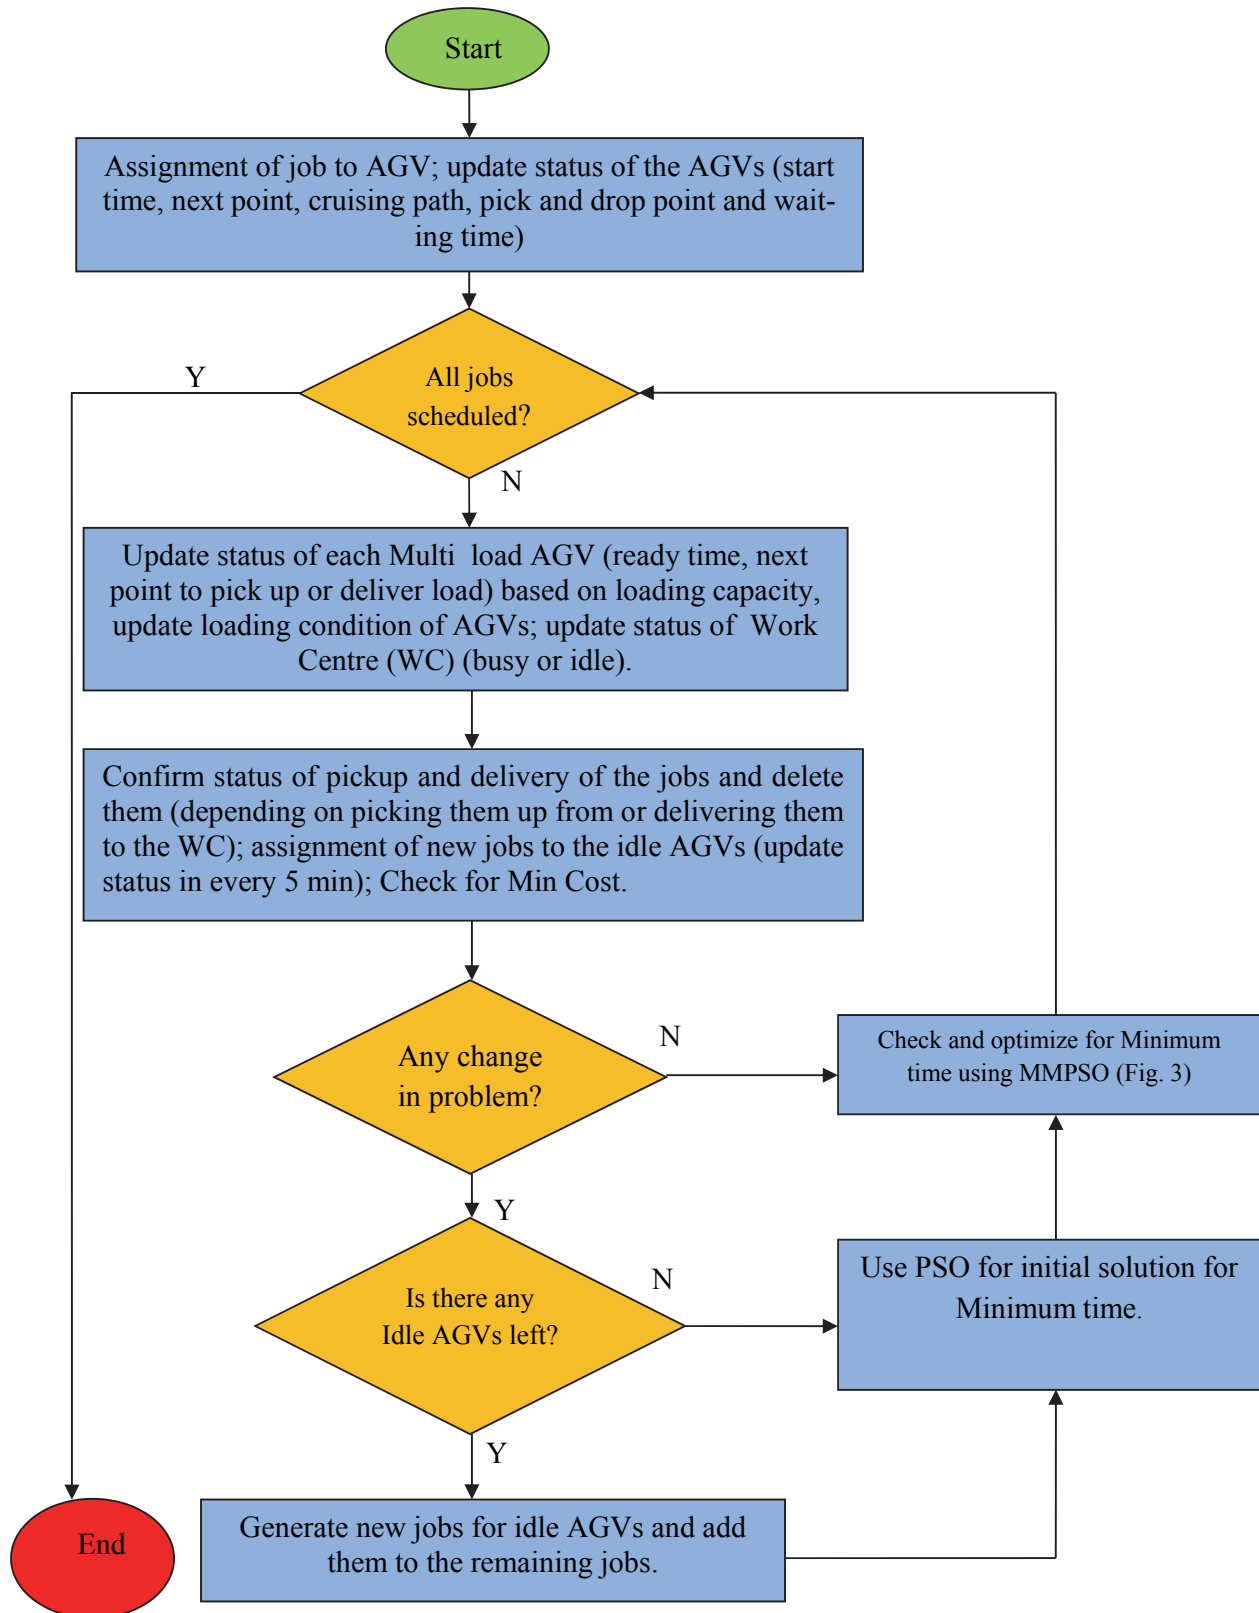 Start
Assignment of job to AGV; update status of the AGVs (start
time, next point, cruising path, pick and drop point and wait-
ing time)
Y
All jobs
scheduled?
N
Update status of each Multi load AGV (ready time, next
point to pick up or deliver load) based on loading capacity,
update loading condition of AGVs; update status of Work
Centre (WC) (busy or idle).
Confirm status of pickup and delivery of the jobs and delete
them (depending on picking them up from or delivering them
to the WC); assignment of new jobs to the idle AGVs (update
status in every 5 min); Check for Min Cost.
Any change
in problem?
N
Check and optimize for Minimum
time using MMPSO (Fig. 3)
Y
Is there any
Idle AGVs left?
N
Use PSO for initial solution for
Minimum time.
Y
Generate new jobs for idle AGVs and add
them to the remaining jobs.
End